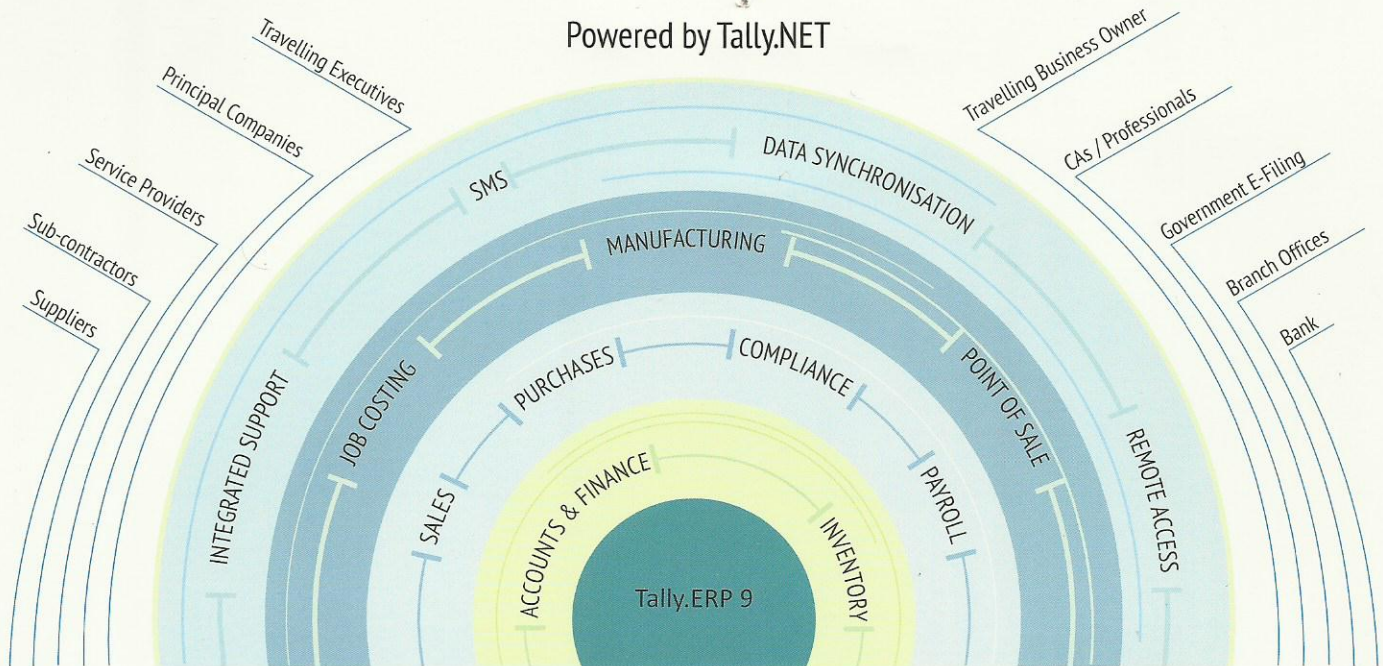 Powered by Tally.NET
Travelling Executives
Principal Companies
Service Providers
Sub-contractors
Suppliers
Travelling Business Owner
CAs / Professionals
Government E-Filing
Branch Offices
Bank
INTEGRATED SUPPORT
SMS
DATA SYNCHRONISATION
REMOTE ACCESS
JOB COSTING
MANUFACTURING
POINT OF SALE
SALES
PURCHASES
COMPLIANCE
PAYROLL
ACCOUNTS & FINANCE
INVENTORY
Tally.ERP 9